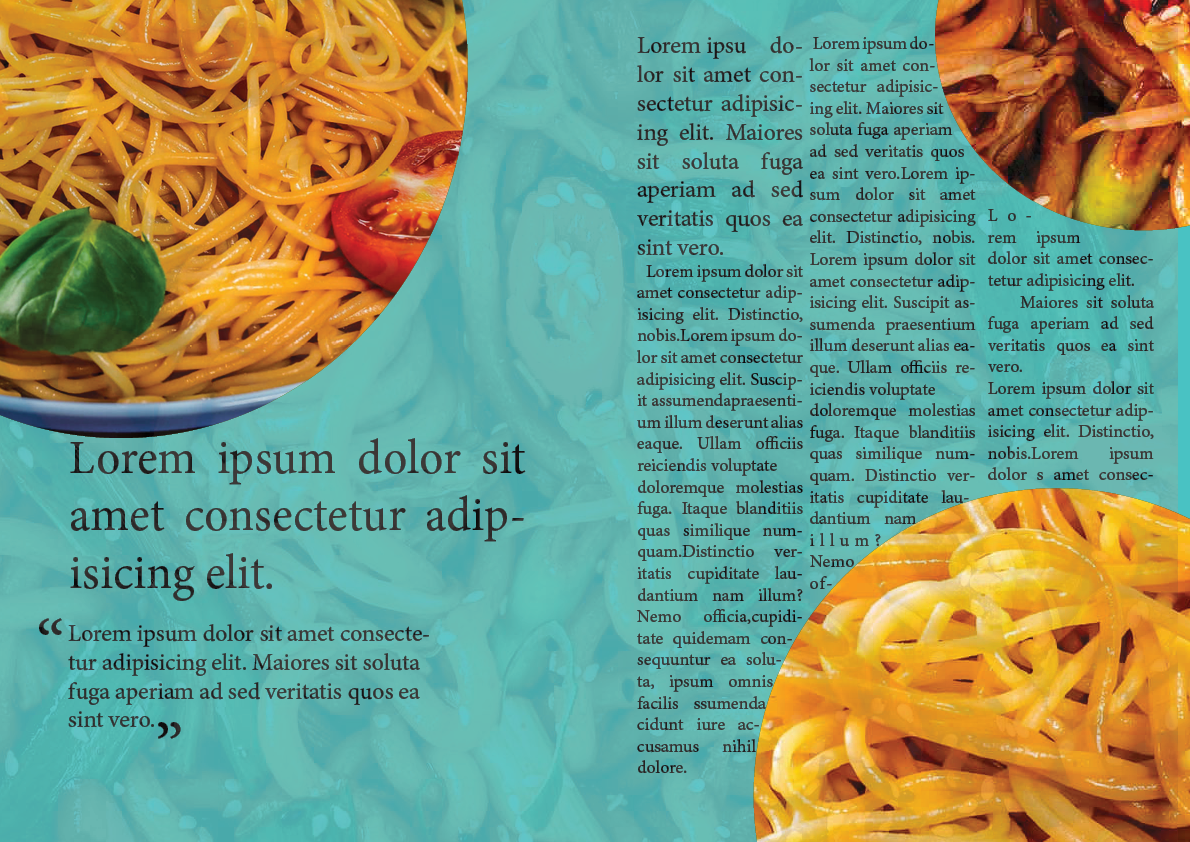 Lorem ipsum dolor sit
amet consectetur adip-
isicing elit.
“Lorem ipsum dolor sit amet consecte-
tur adipisicing elit. Maiores sit soluta
fuga aperiam ad sed veritatis quos ea
sint vero.”
Lorem ipsu do-
lor sit amet con-
sectetur adipisic-
ing elit. Maiores
sit soluta fuga
aperiam ad sed
veritatis quos ea
sint vero.
Lorem ipsum dolor sit
amet consectetur adip-
isicing elit. Distinctio,
nobis.Lorem ipsum do-
lor sit amet consectetur
adipisicing elit. Suscip-
it assumendapraesenti-
um illum deserunt alias
eaque. Ullam officiis
reiciendis voluptate
doloremque molestias
fuga. Itaque blanditiis
quas similique num-
quam.Distinctio ver-
itatis cupiditate lau-
dantium nam illum?
Nemo officia,cupidi-
tate quidemam con-
sequuntur ea solu-
ta, ipsum omnis
facilis ssumenda
cidunt iure ac-
cusamus nihil
dolore.
Lorem ipsum do-
lor sit amet con-
sectetur adipisic-
ing elit. Maiores sit
soluta fuga aperiam
ad sed veritatis quos
ea sint vero.Lorem ip-
sum dolor sit amet
consectetur adipisicing
elit. Distinctio, nobis.
Lorem ipsum dolor sit
amet consectetur adip-
isicing elit. Suscipit as-
sumenda praesentium
illum deserunt alias ea-
que. Ullam officiis re-
iciendis voluptate
doloremque molestias
fuga. Itaque blanditiis
quas similique num-
quam. Distinctio ver-
itatis cupiditate lau-
dantium nam
illum?
Nemo
of-
Lo-
rem ipsum
dolor sit amet consec-
tetur adipisicing elit.
Maiores sit soluta
fuga aperiam ad sed
veritatis quos ea sint
vero.
Lorem ipsum dolor sit
amet consectetur adip-
isicing elit. Distinctio,
nobis.Lorem ipsum
dolor s amet consec-